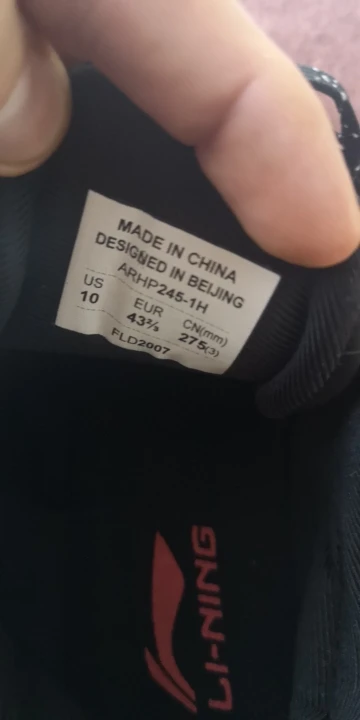 MADE IN CHINA
DESIGNED IN BEIJING
ARHP245-1H
US EUR CN(mm)
10 43⅔ 275(3)
FLD2007
LI-NING